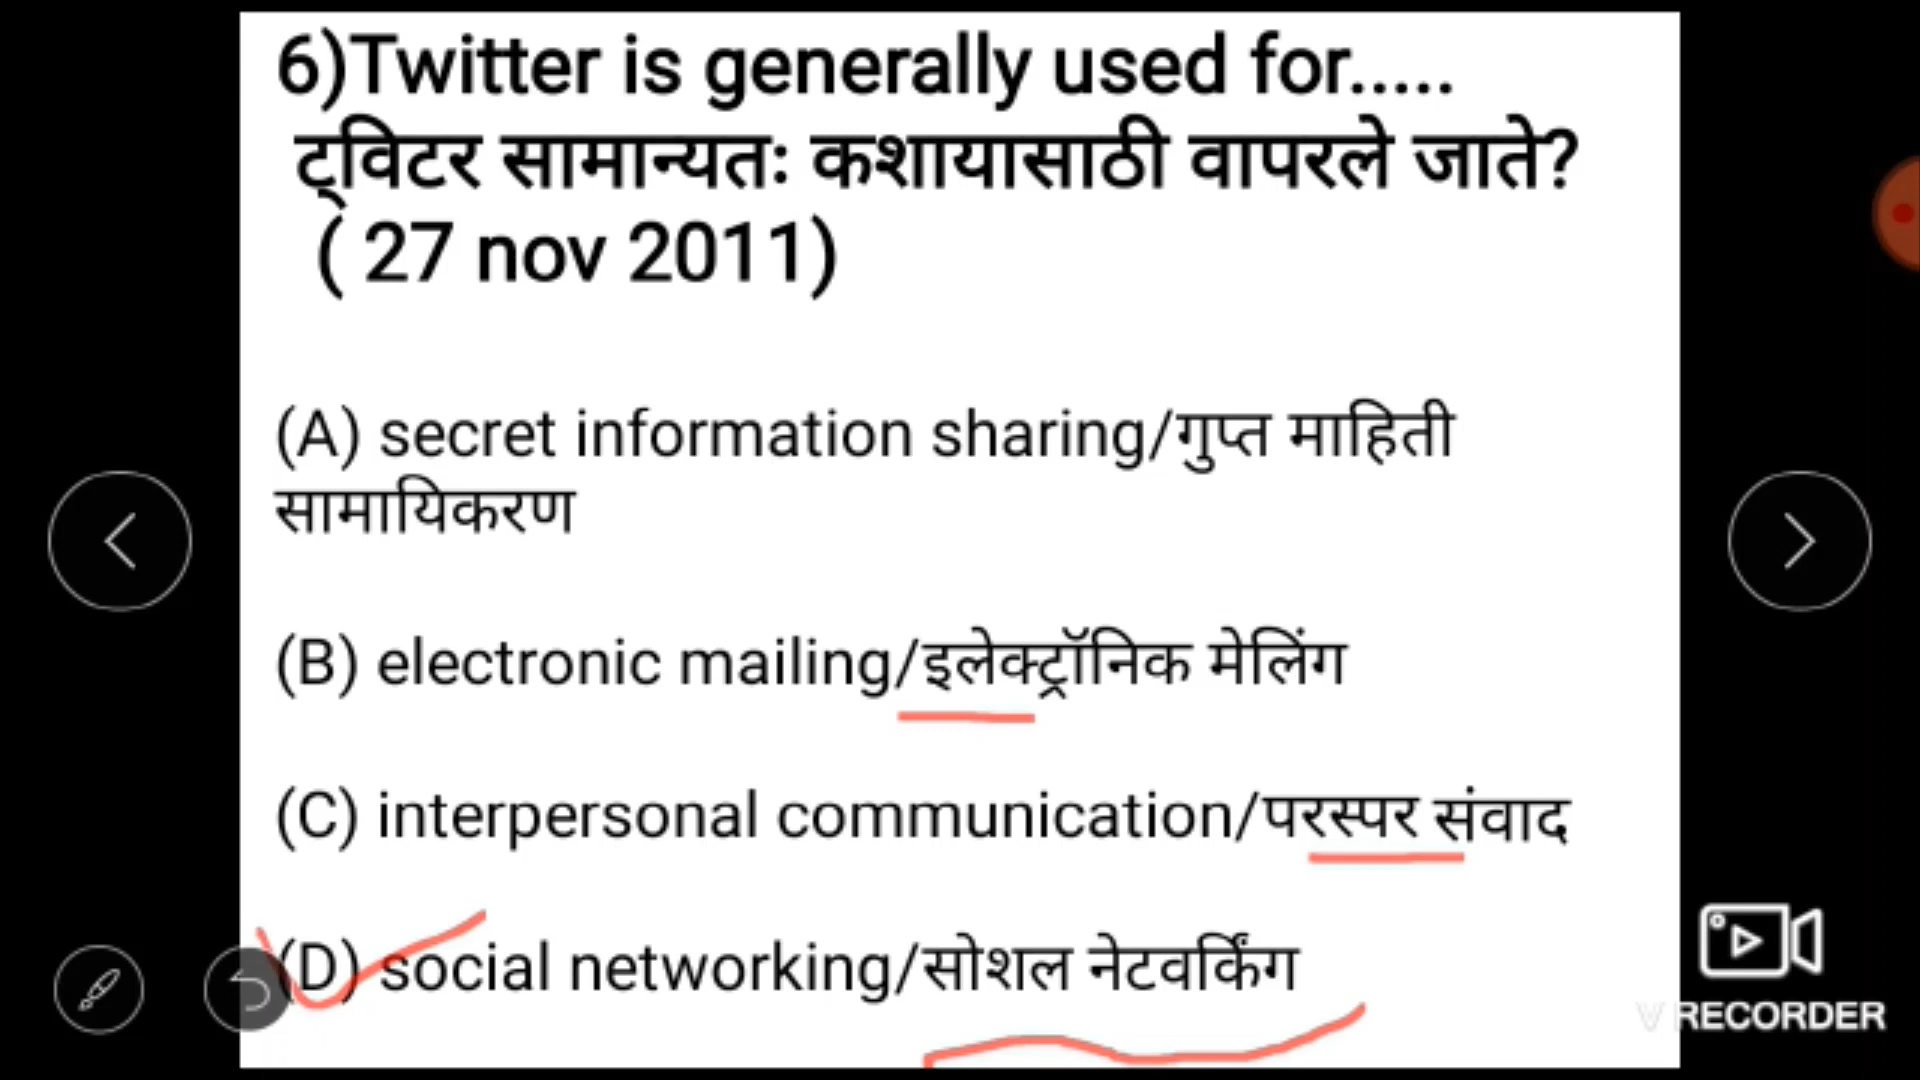 6)Twitter is generally used for.....
ट्विटर सामान्यतः कशायासाठी वापरले जाते?
( 27 nov 2011)
(A) secret information sharing/गुप्त माहिती
सामायिकरण
(B) electronic mailing/इलेक्ट्रॉनिक मेलिंग
(C) interpersonal communication/परस्पर संवाद
(D) social networking/सोशल नेटवर्किंग
V RECORDER